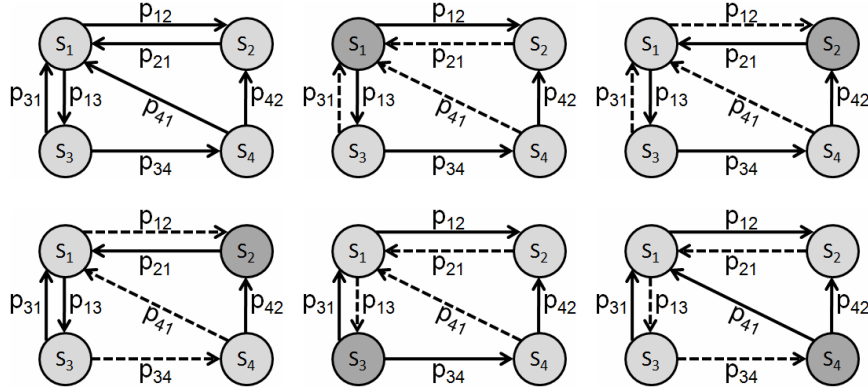 p12 p12 p12
S1 S2 S1 S2 S1 S2
p21 p21 p21
p31 p13 p41 p42 p31 p13 p41 p42 p31 p13 p41 p42
S3 S4 S3 S4 S3 S4
p34 p34 p34
p12 p12 p12
S1 S2 S1 S2 S1 S2
p21 p21 p21
p31 p13 p41 p42 p31 p13 p41 p42 p31 p13 p41 p42
S3 S4 S3 S4 S3 S4
p34 p34 p34